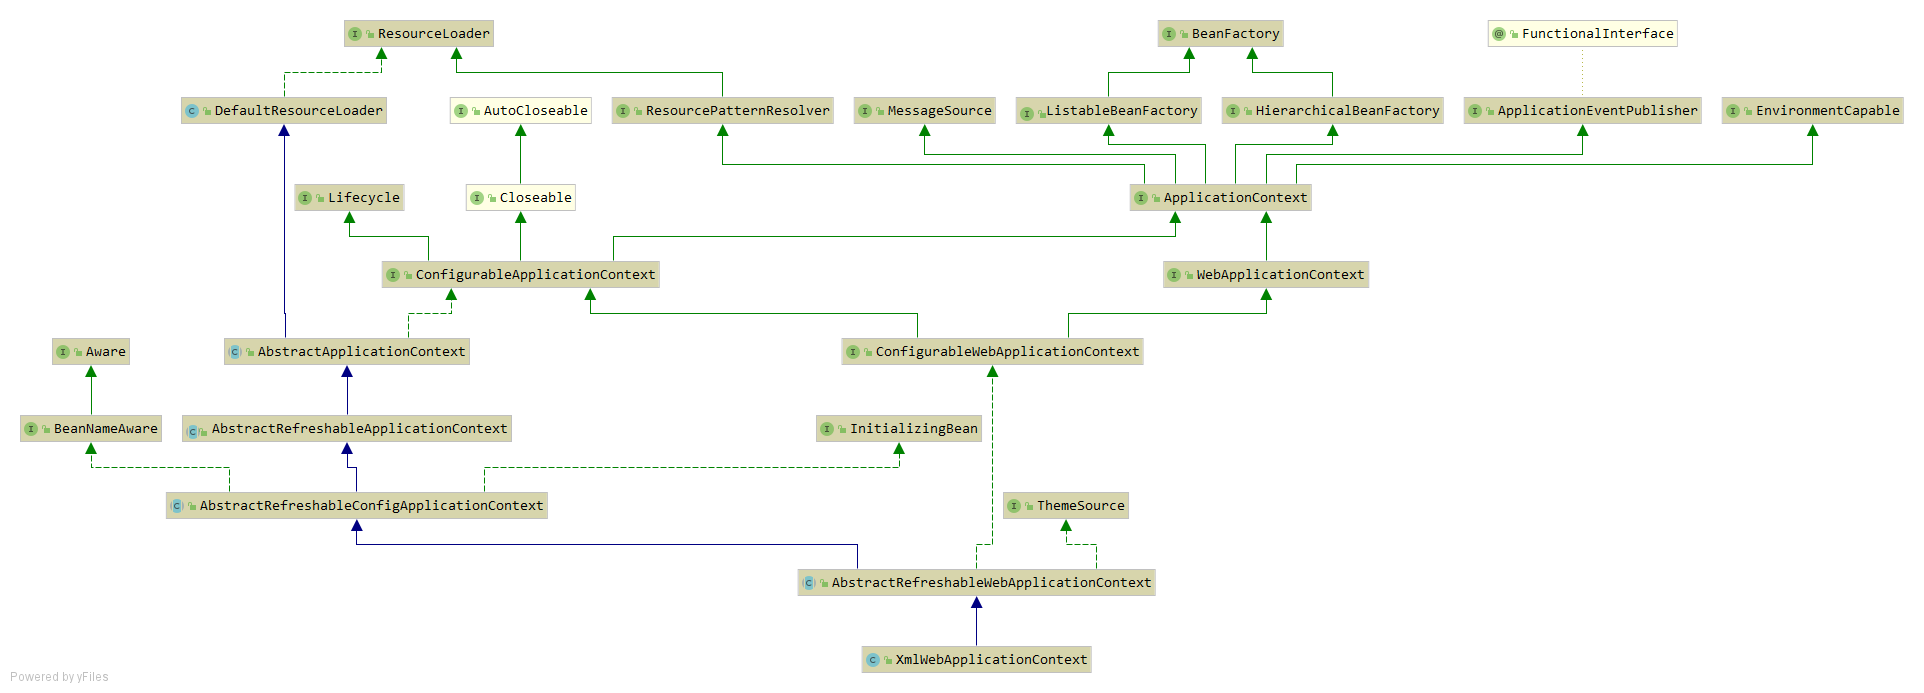 ResourceLoader
BeanFactory
FunctionalInterface
DefaultResourceLoader
AutoCloseable
ResourcePatternResolver
MessageSource
ListableBeanFactory
HierarchicalBeanFactory
ApplicationEventPublisher
EnvironmentCapable
Lifecycle
Closeable
ApplicationContext
ConfigurableApplicationContext
WebApplicationContext
Aware
AbstractApplicationContext
ConfigurableWebApplicationContext
BeanNameAware
AbstractRefreshableApplicationContext
InitializingBean
AbstractRefreshableConfigApplicationContext
ThemeSource
AbstractRefreshableWebApplicationContext
XmlWebApplicationContext
Powered by yFiles